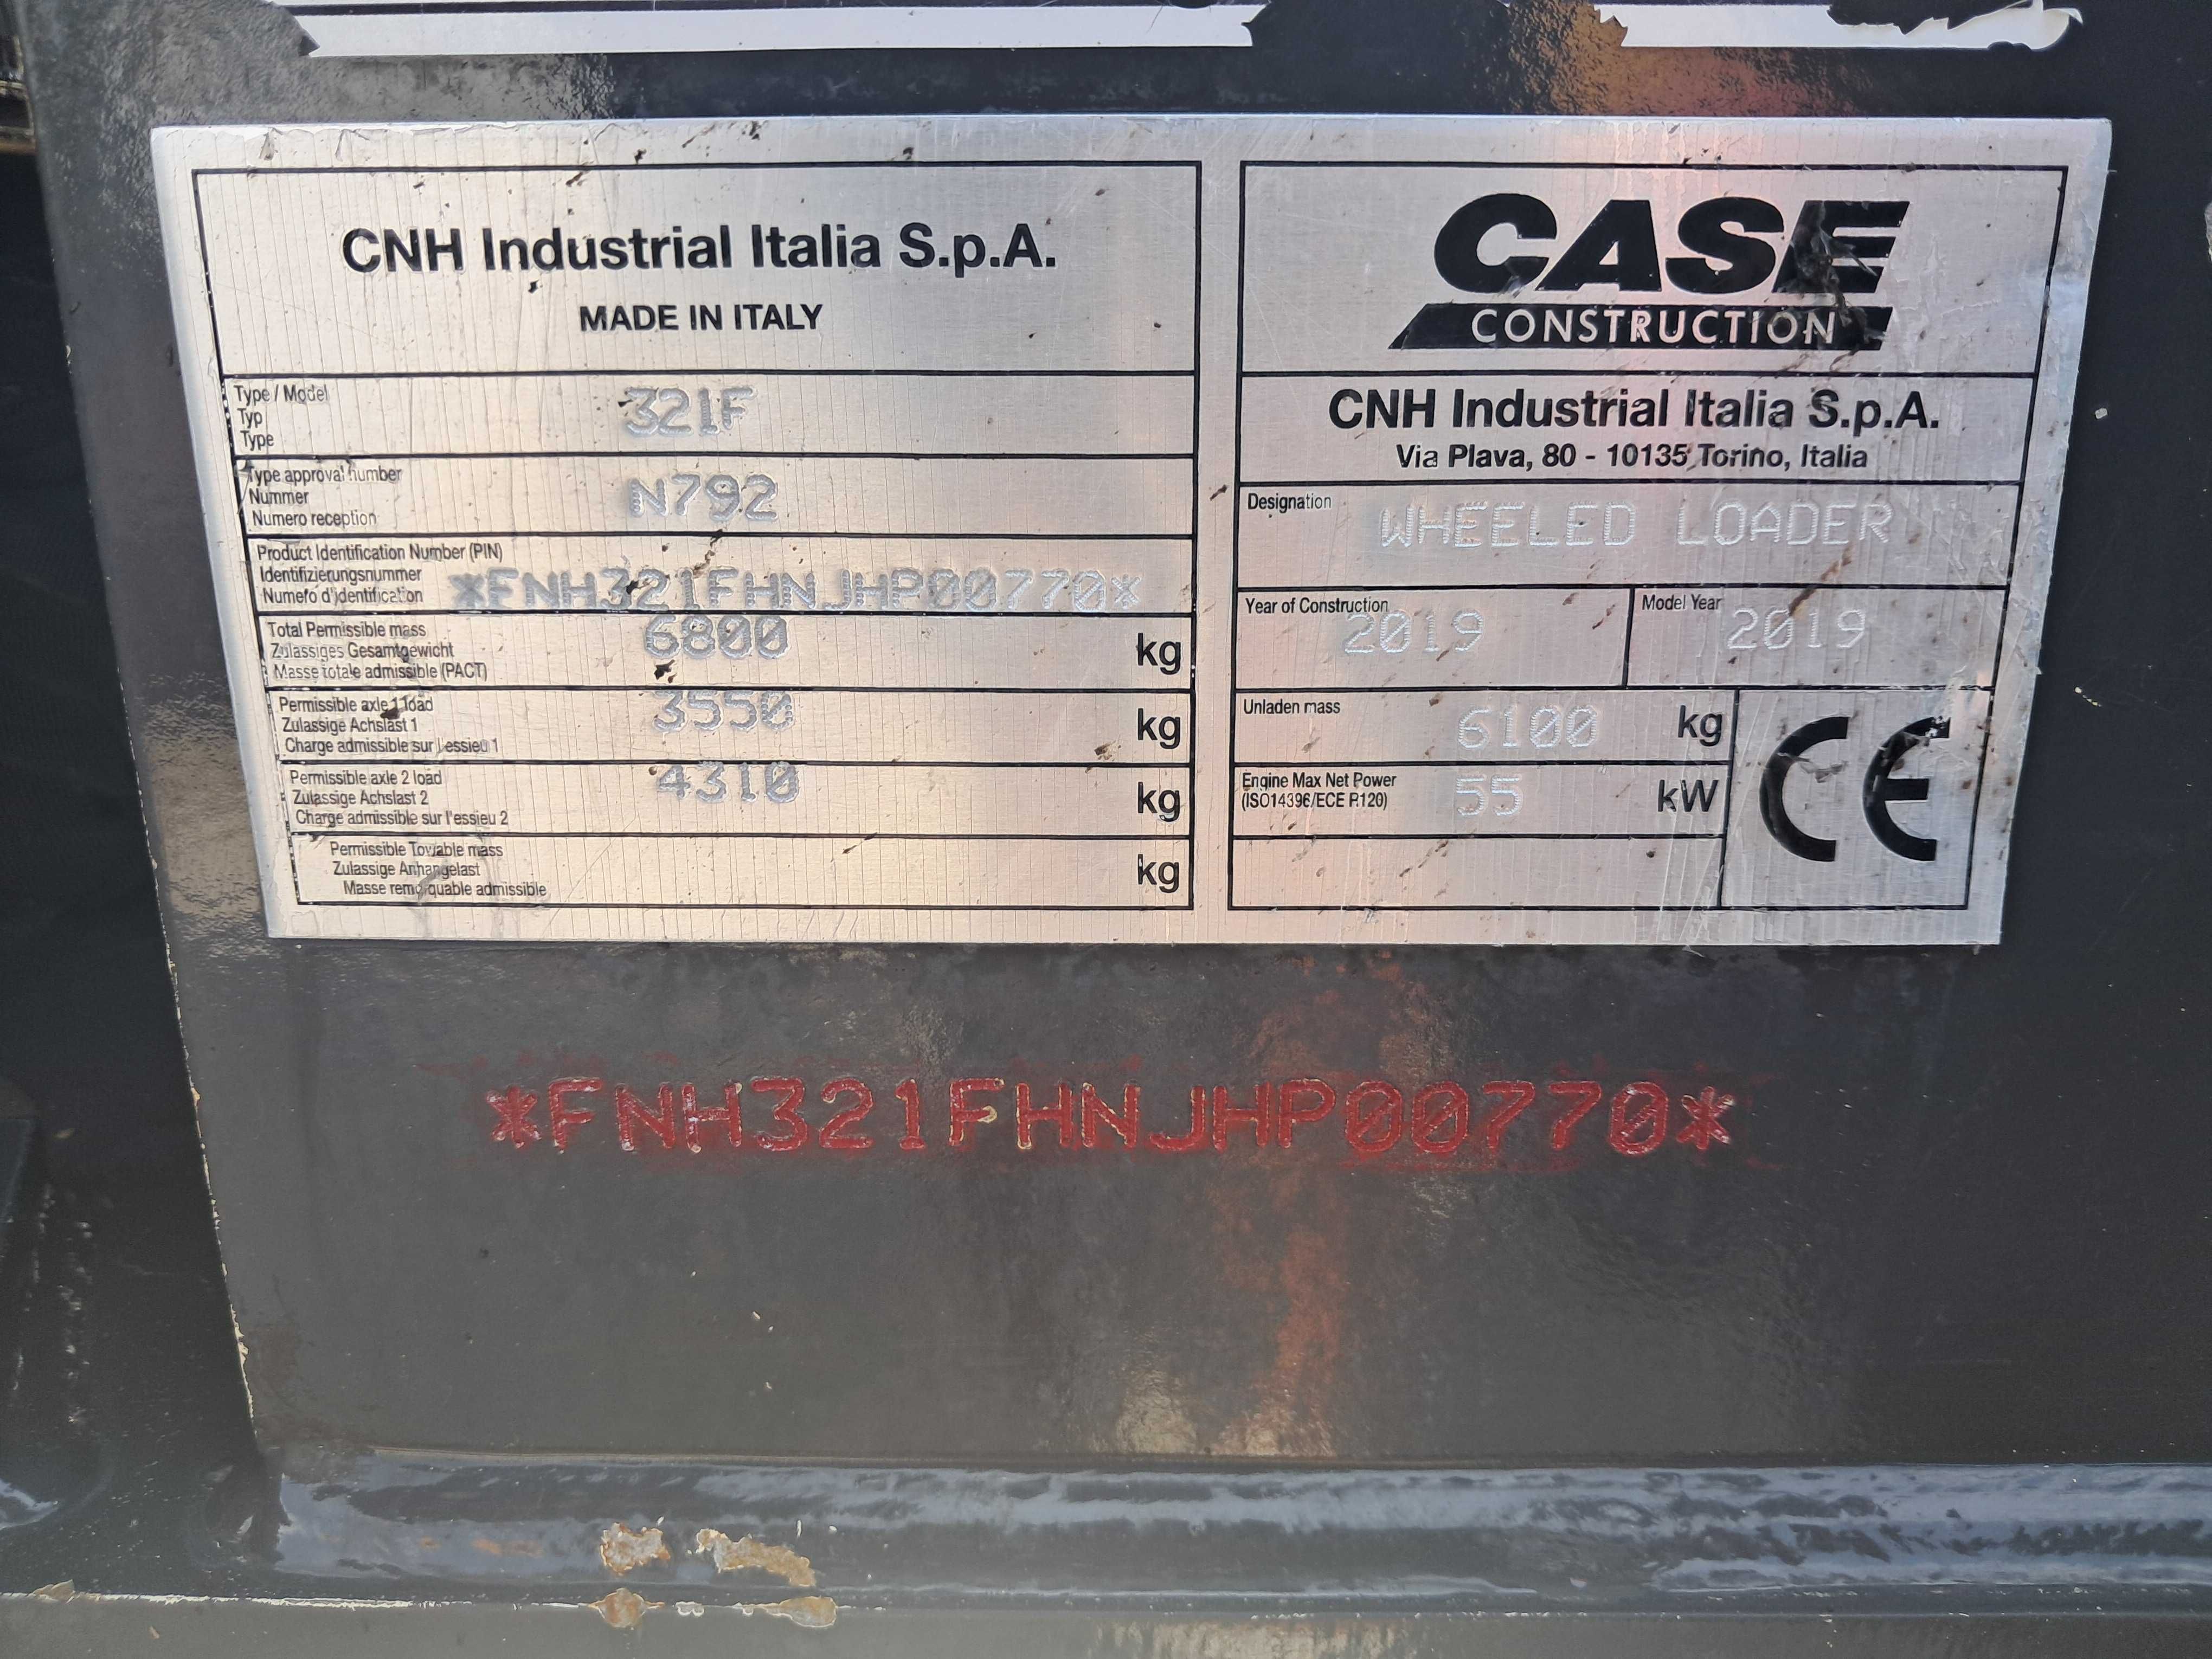 CNH Industrial Italia S.p.A.
MADE IN ITALY
Type / Model
Typ
Type
321F
Type approval number
Nummer
Numero reception
N792
Product Identification Number (PIN)
Identifizierungsnummer
Numero d'identification
*FNH321FHNJHP00770*
Total Permissible mass
Zulassiges Gesamtgewicht
Masse totale admissible (PACT)
6800
kg
Permissible axle 1 load
Zulassige Achslast 1
Charge admissible sur l'essieu 1
3550
kg
Permissible axle 2 load
Zulassige Achslast 2
Charge admissible sur l'essieu 2
4310
kg
Permissible Towable mass
Zulassige Anhangelast
Masse remorquable admissible
kg
CASE
CONSTRUCTION
CNH Industrial Italia S.p.A.
Via Plava, 80 - 10135 Torino, Italia
Designation
WHEELED LOADER
Year of Construction
2019
Model Year
2019
Unladen mass
6100
kg
Engine Max Net Power
(ISO14396/ECE R120)
55
kW
CE
*FNH321FHNJHP00770*